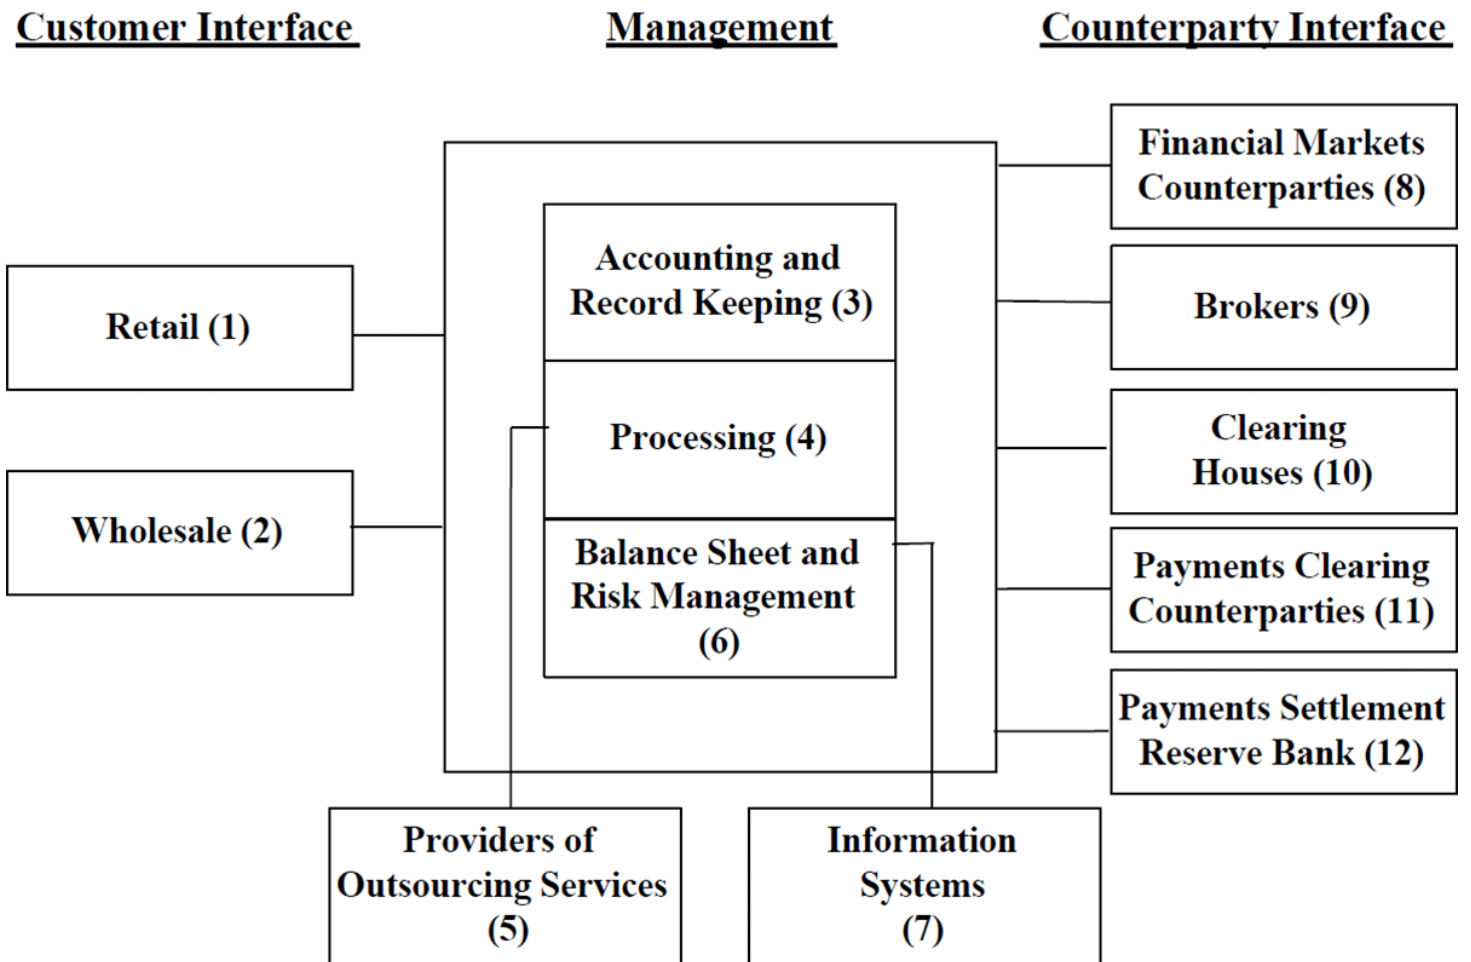 Customer Interface
Management
Counterparty Interface
Retail (1)
Wholesale (2)
Accounting and
Record Keeping (3)
Processing (4)
Balance Sheet and
Risk Management
(6)
Providers of
Outsourcing Services
(5)
Information
Systems
(7)
Financial Markets
Counterparties (8)
Brokers (9)
Clearing
Houses (10)
Payments Clearing
Counterparties (11)
Payments Settlement
Reserve Bank (12)